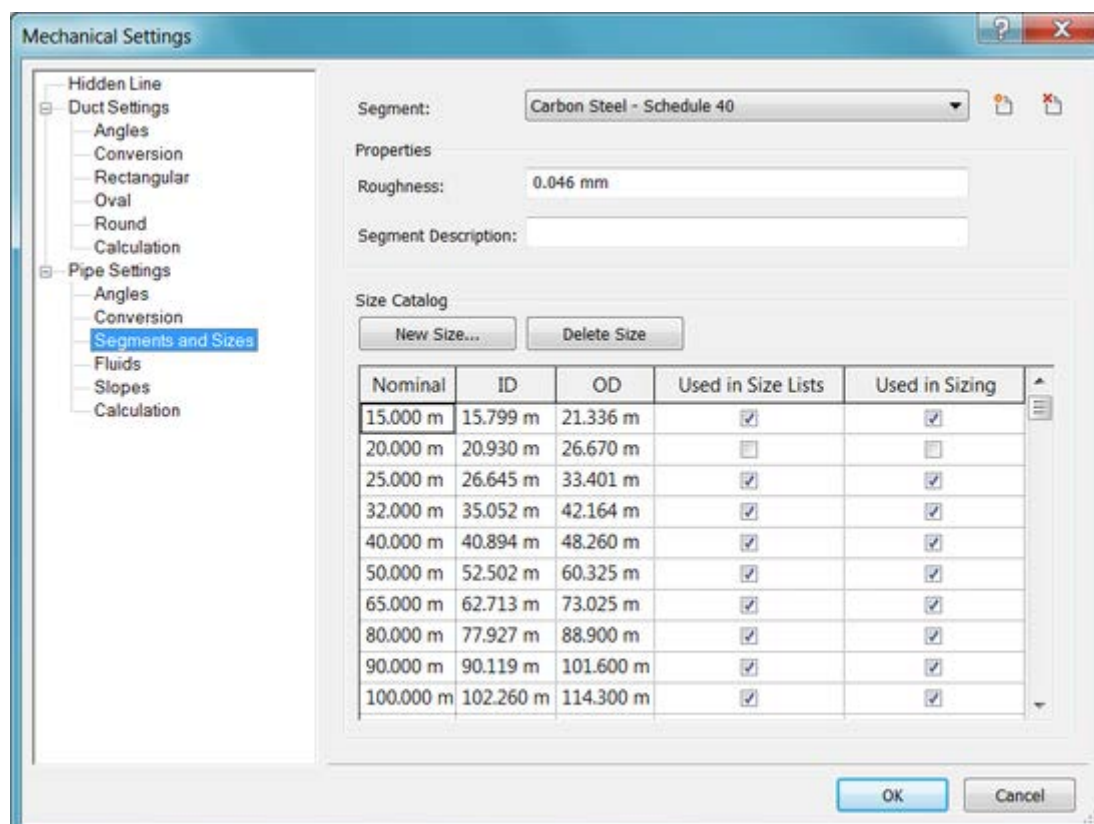 Mechanical Settings
Hidden Line
Duct Settings
Angles
Conversion
Rectangular
Oval
Round
Calculation
Pipe Settings
Angles
Conversion
Segments and Sizes
Fluids
Slopes
Calculation
Segment: Carbon Steel - Schedule 40
Properties
Roughness: 0.046 mm
Segment Description:
Size Catalog
New Size... Delete Size
Nominal ID OD Used in Size Lists Used in Sizing
15.000 m 15.799 m 21.336 m
20.000 m 20.930 m 26.670 m
25.000 m 26.645 m 33.401 m
32.000 m 35.052 m 42.164 m
40.000 m 40.894 m 48.260 m
50.000 m 52.502 m 60.325 m
65.000 m 62.713 m 73.025 m
80.000 m 77.927 m 88.900 m
90.000 m 90.119 m 101.600 m
100.000 m 102.260 m 114.300 m
OK Cancel